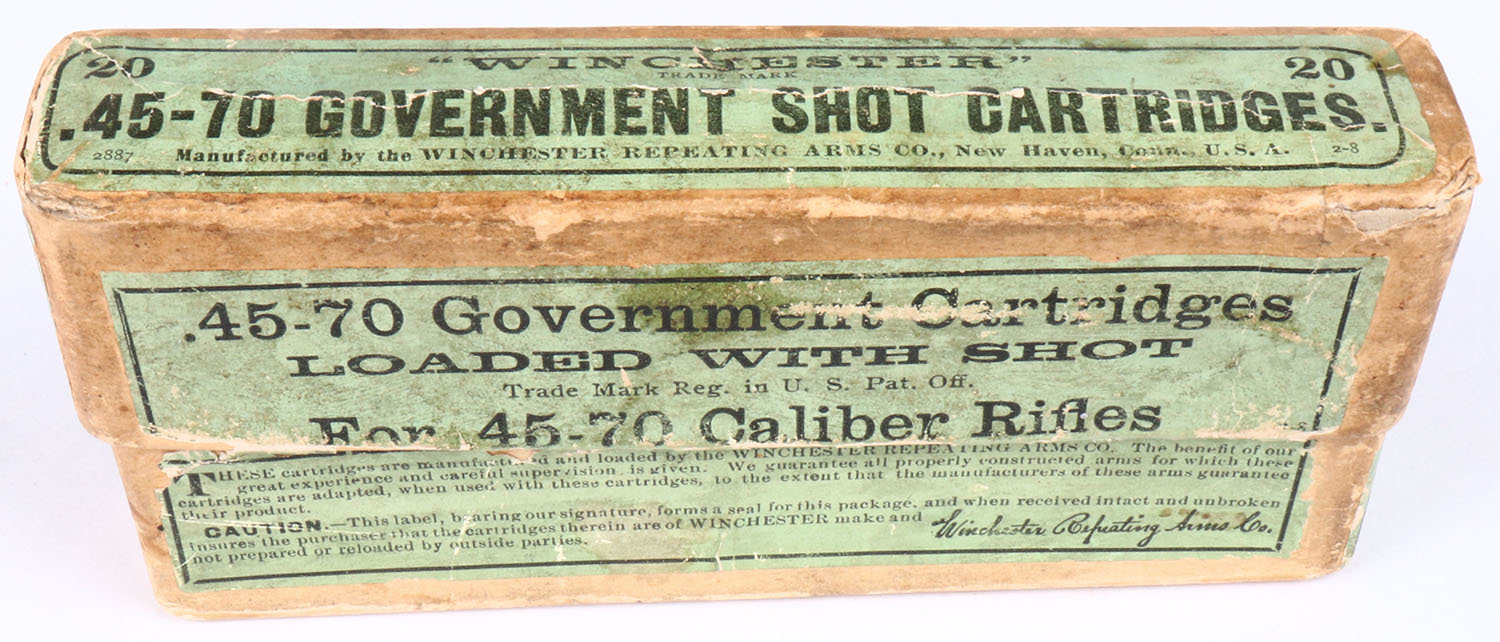 20 "WINCHESTER" 20
TRADE MARK
.45-70 GOVERNMENT SHOT CARTRIDGES.
2887 Manufactured by the WINCHESTER REPEATING ARMS CO., New Haven, Conn., U.S.A. 2-8
.45-70 Government Cartridges
LOADED WITH SHOT
Trade Mark Reg. in U. S. Pat. Off.
For .45-70 Caliber Rifles
THESE cartridges are manufactured and loaded by the WINCHESTER REPEATING ARMS CO. The benefit of our
great experience and careful supervision is given. We guarantee all properly constructed arms for which these
cartridges are adapted, when used with these cartridges, to the extent that the manufacturers of these arms guarantee
their product.
CAUTION.—This label, bearing our signature, forms a seal for this package, and when received intact and unbroken
insures the purchaser that the cartridges therein are of WINCHESTER make and
not prepared or reloaded by outside parties.
Winchester Repeating Arms Co.